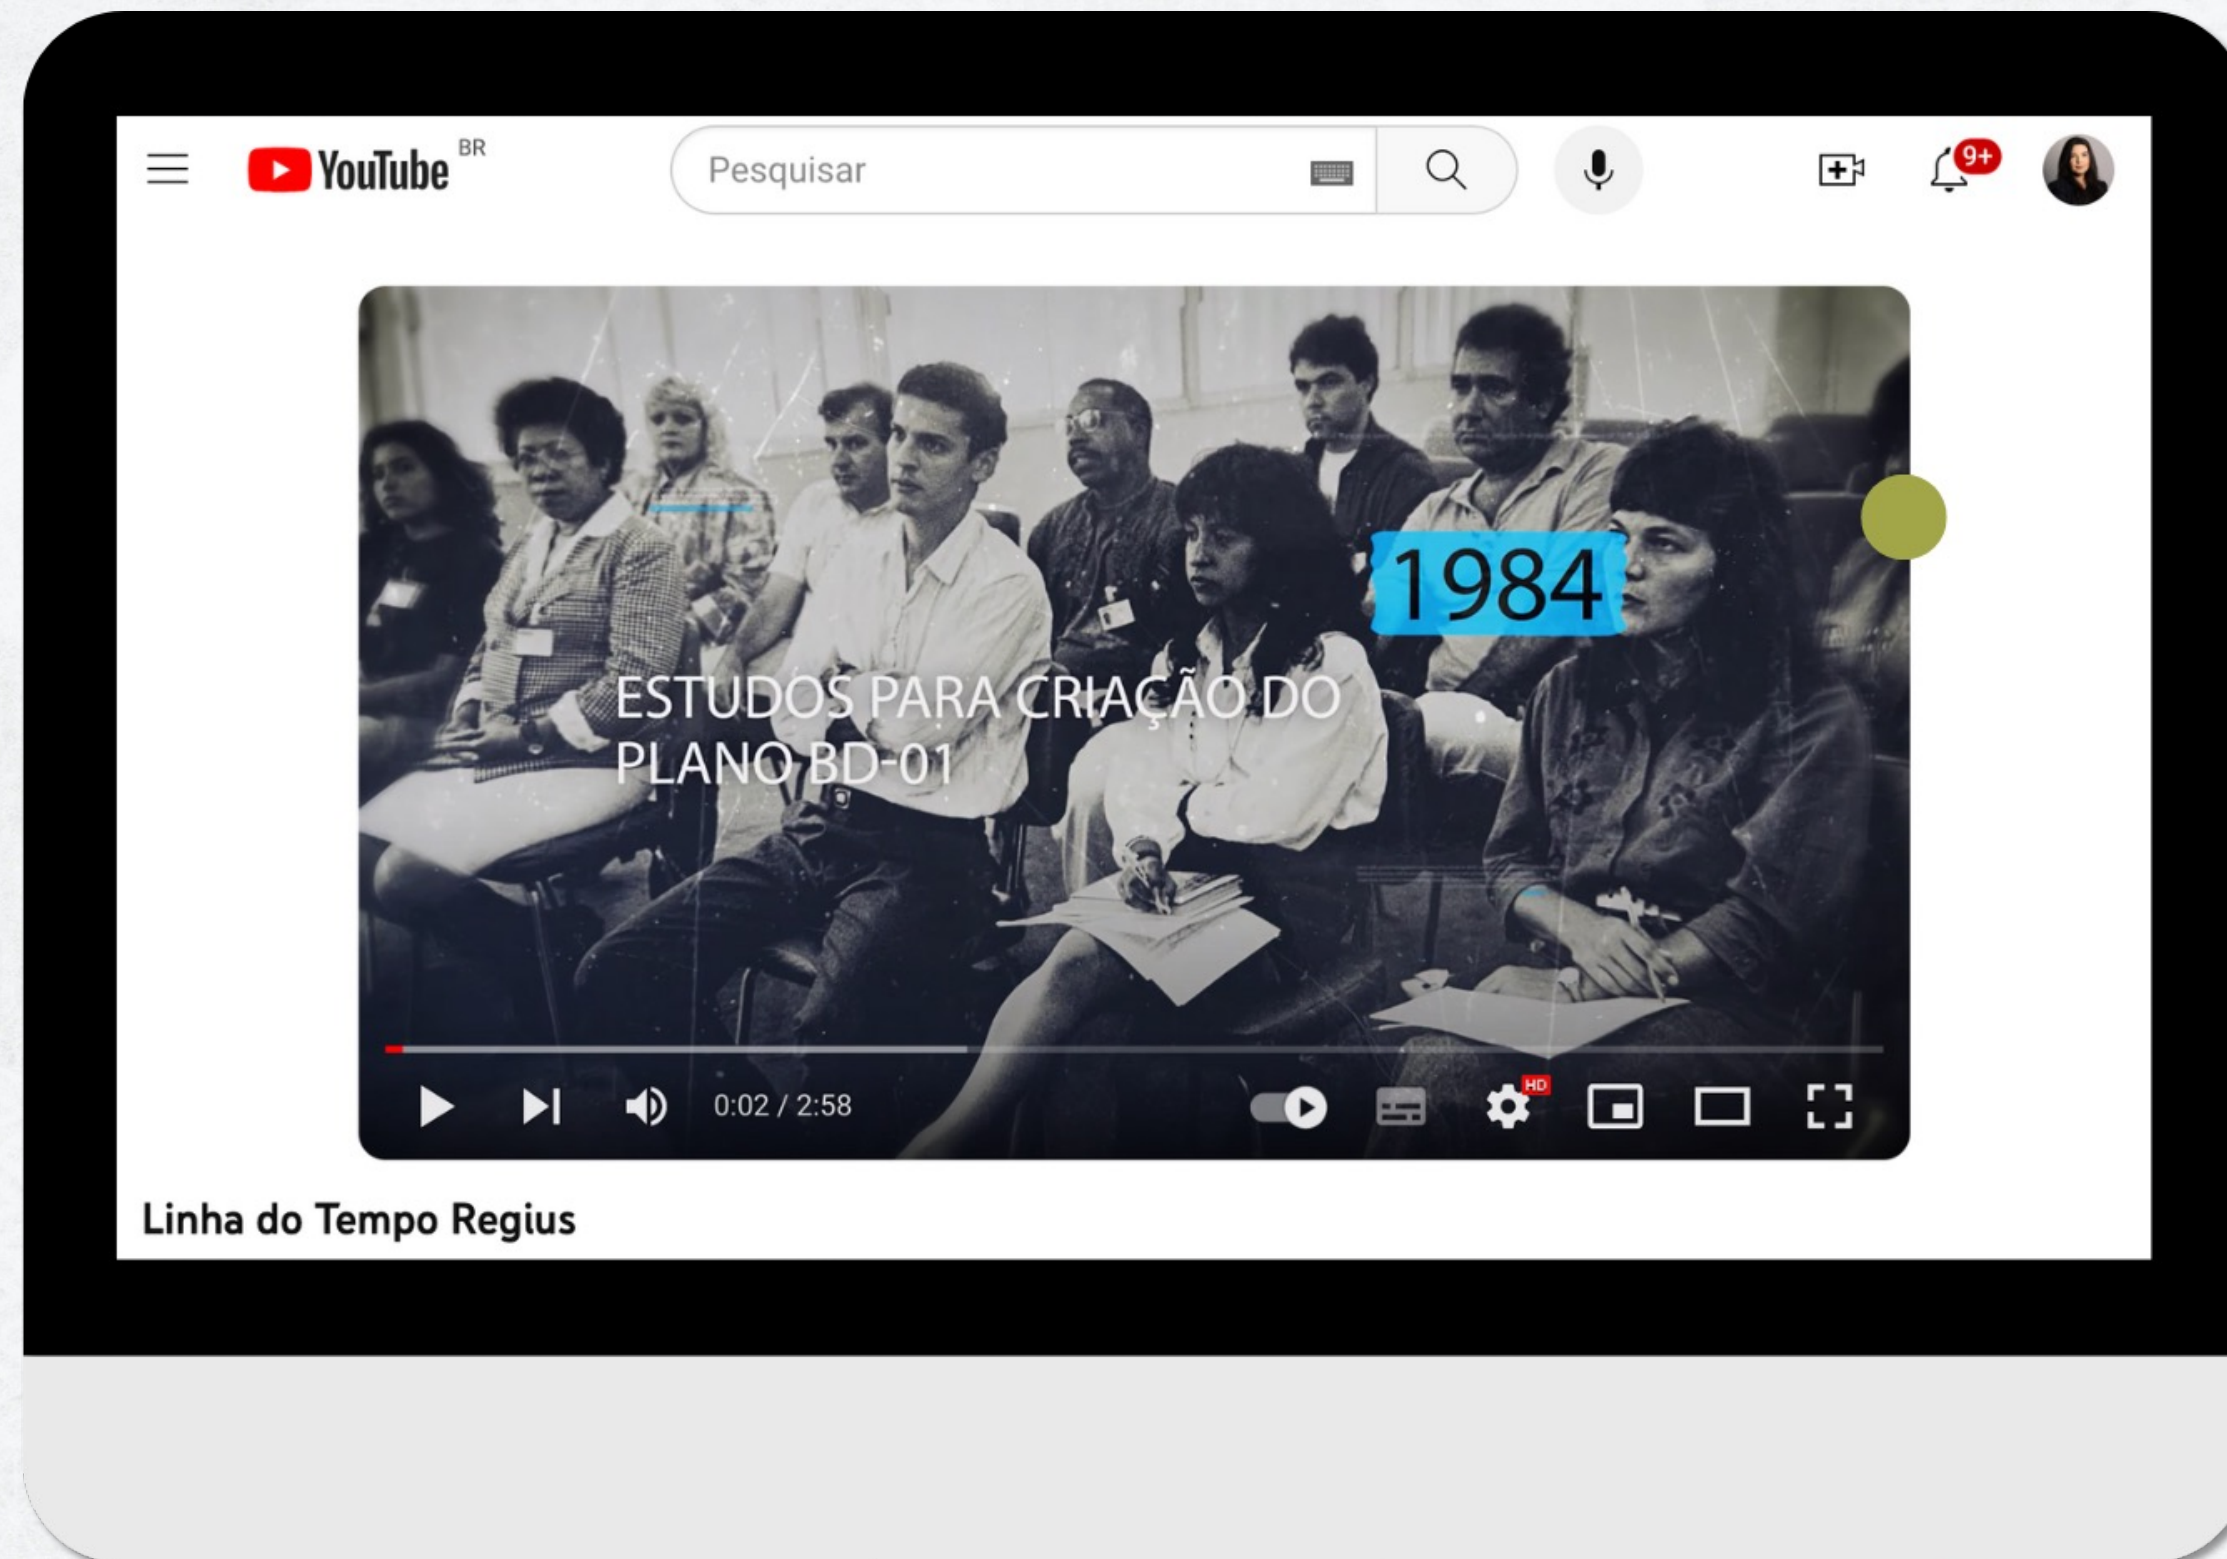 YouTube BR
Pesquisar
9+
1984
ESTUDOS PARA CRIAÇÃO DO
PLANO BD-01
0:02 / 2:58
HD
Linha do Tempo Regius